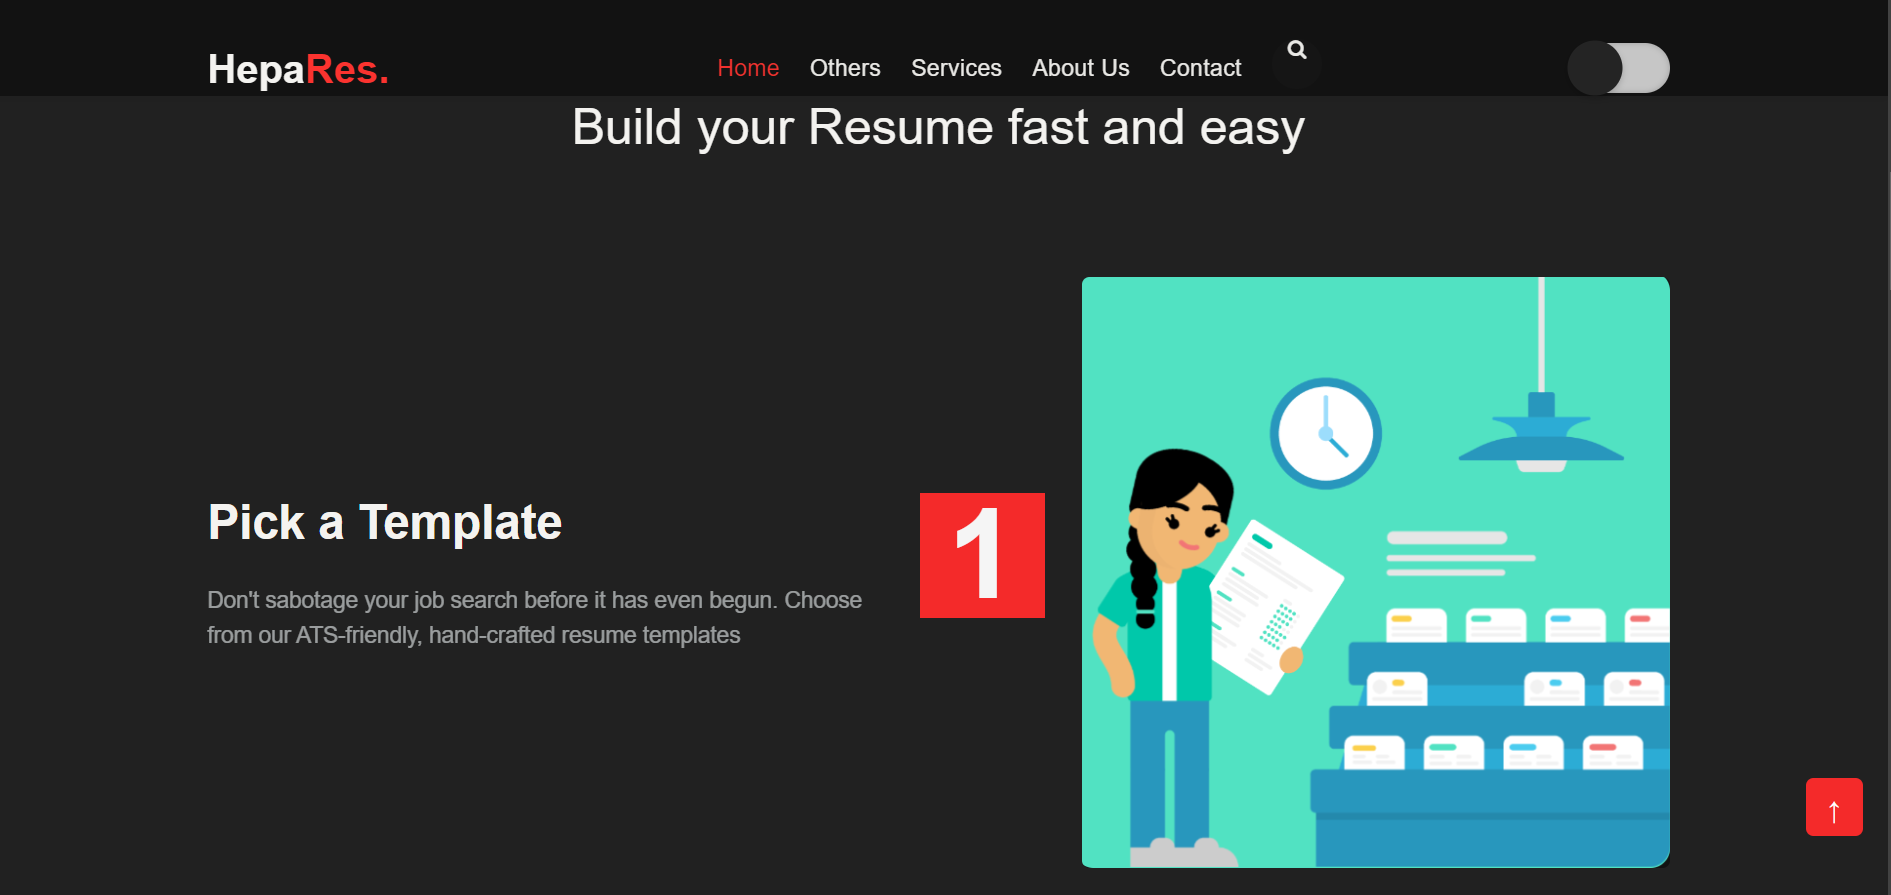 HepaRes.
Home Others Services About Us Contact
Build your Resume fast and easy
Pick a Template
Don't sabotage your job search before it has even begun. Choose
from our ATS-friendly, hand-crafted resume templates
1
↑